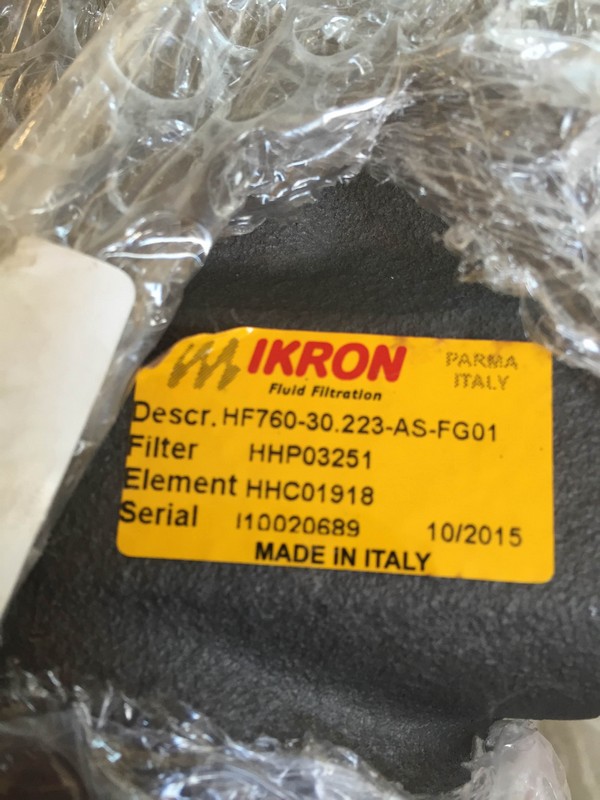 IKRON
PARMA
ITALY
Fluid Filtration
Descr. HF760-30.223-AS-FG01
Filter HHP03251
Element HHC01918
Serial I10020689 10/2015
MADE IN ITALY